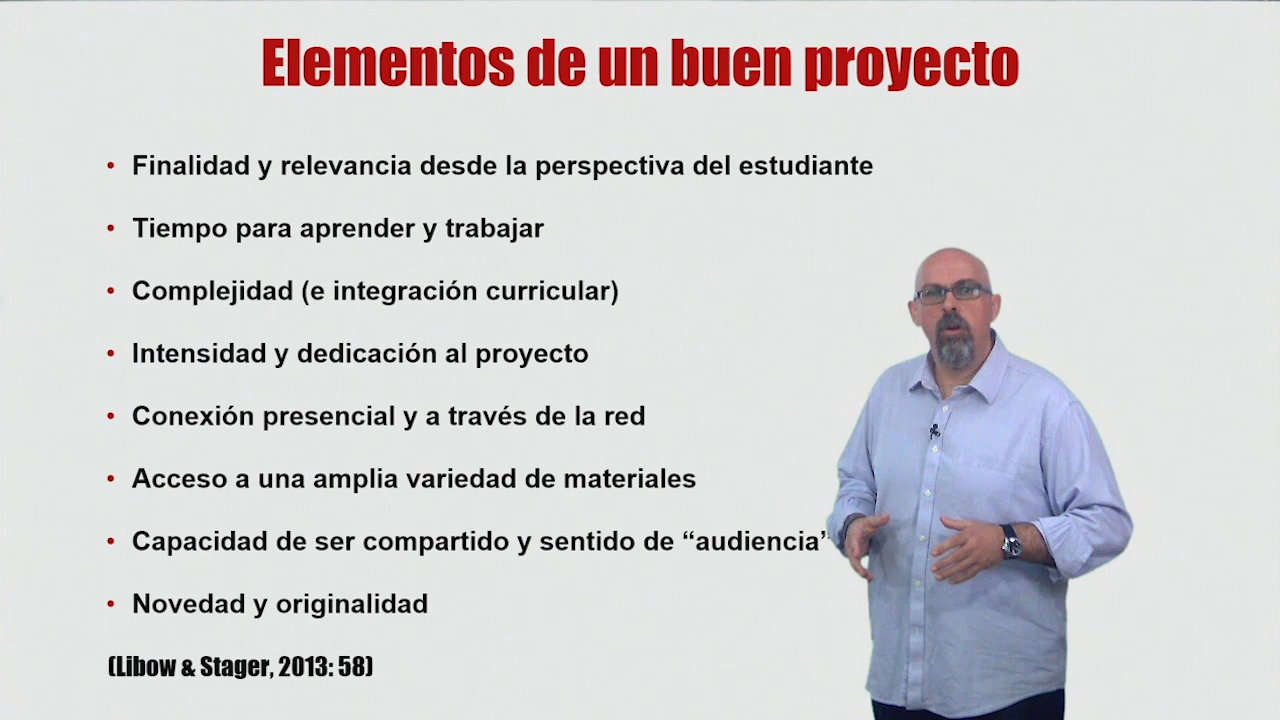 Elementos de un buen proyecto
• Finalidad y relevancia desde la perspectiva del estudiante
• Tiempo para aprender y trabajar
• Complejidad (e integración curricular)
• Intensidad y dedicación al proyecto
• Conexión presencial y a través de la red
• Acceso a una amplia variedad de materiales
• Capacidad de ser compartido y sentido de “audiencia”
• Novedad y originalidad
(Libow & Stager, 2013: 58)